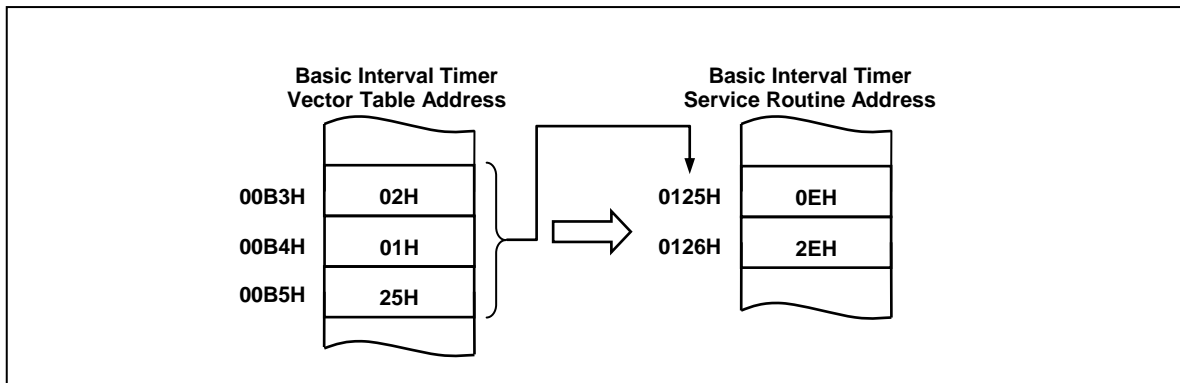 Basic Interval Timer
Vector Table Address
00B3H 02H
00B4H 01H
00B5H 25H
Basic Interval Timer
Service Routine Address
0125H 0EH
0126H 2EH